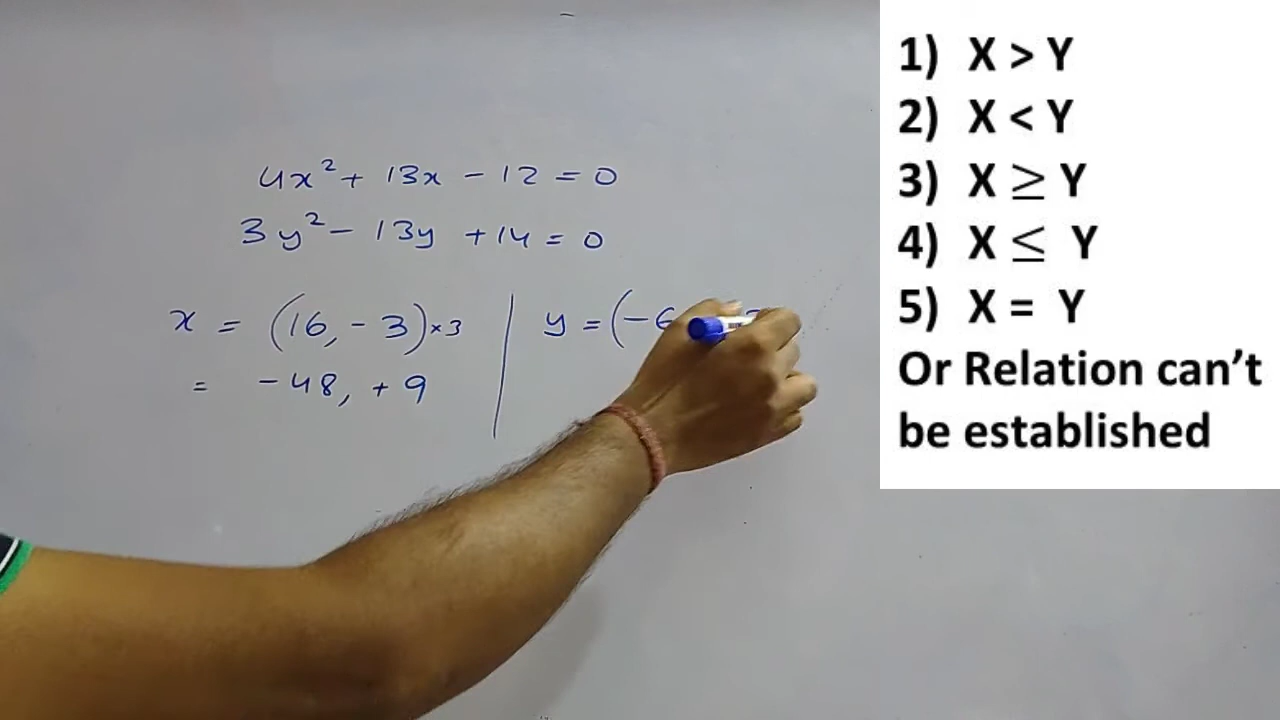 4x² + 13x - 12 = 0
3y² - 13y + 14 = 0
x = (16, - 3) × 3
= - 48, + 9
y = (- 6
1) X > Y
2) X < Y
3) X ≥ Y
4) X ≤ Y
5) X = Y
Or Relation can't
be established